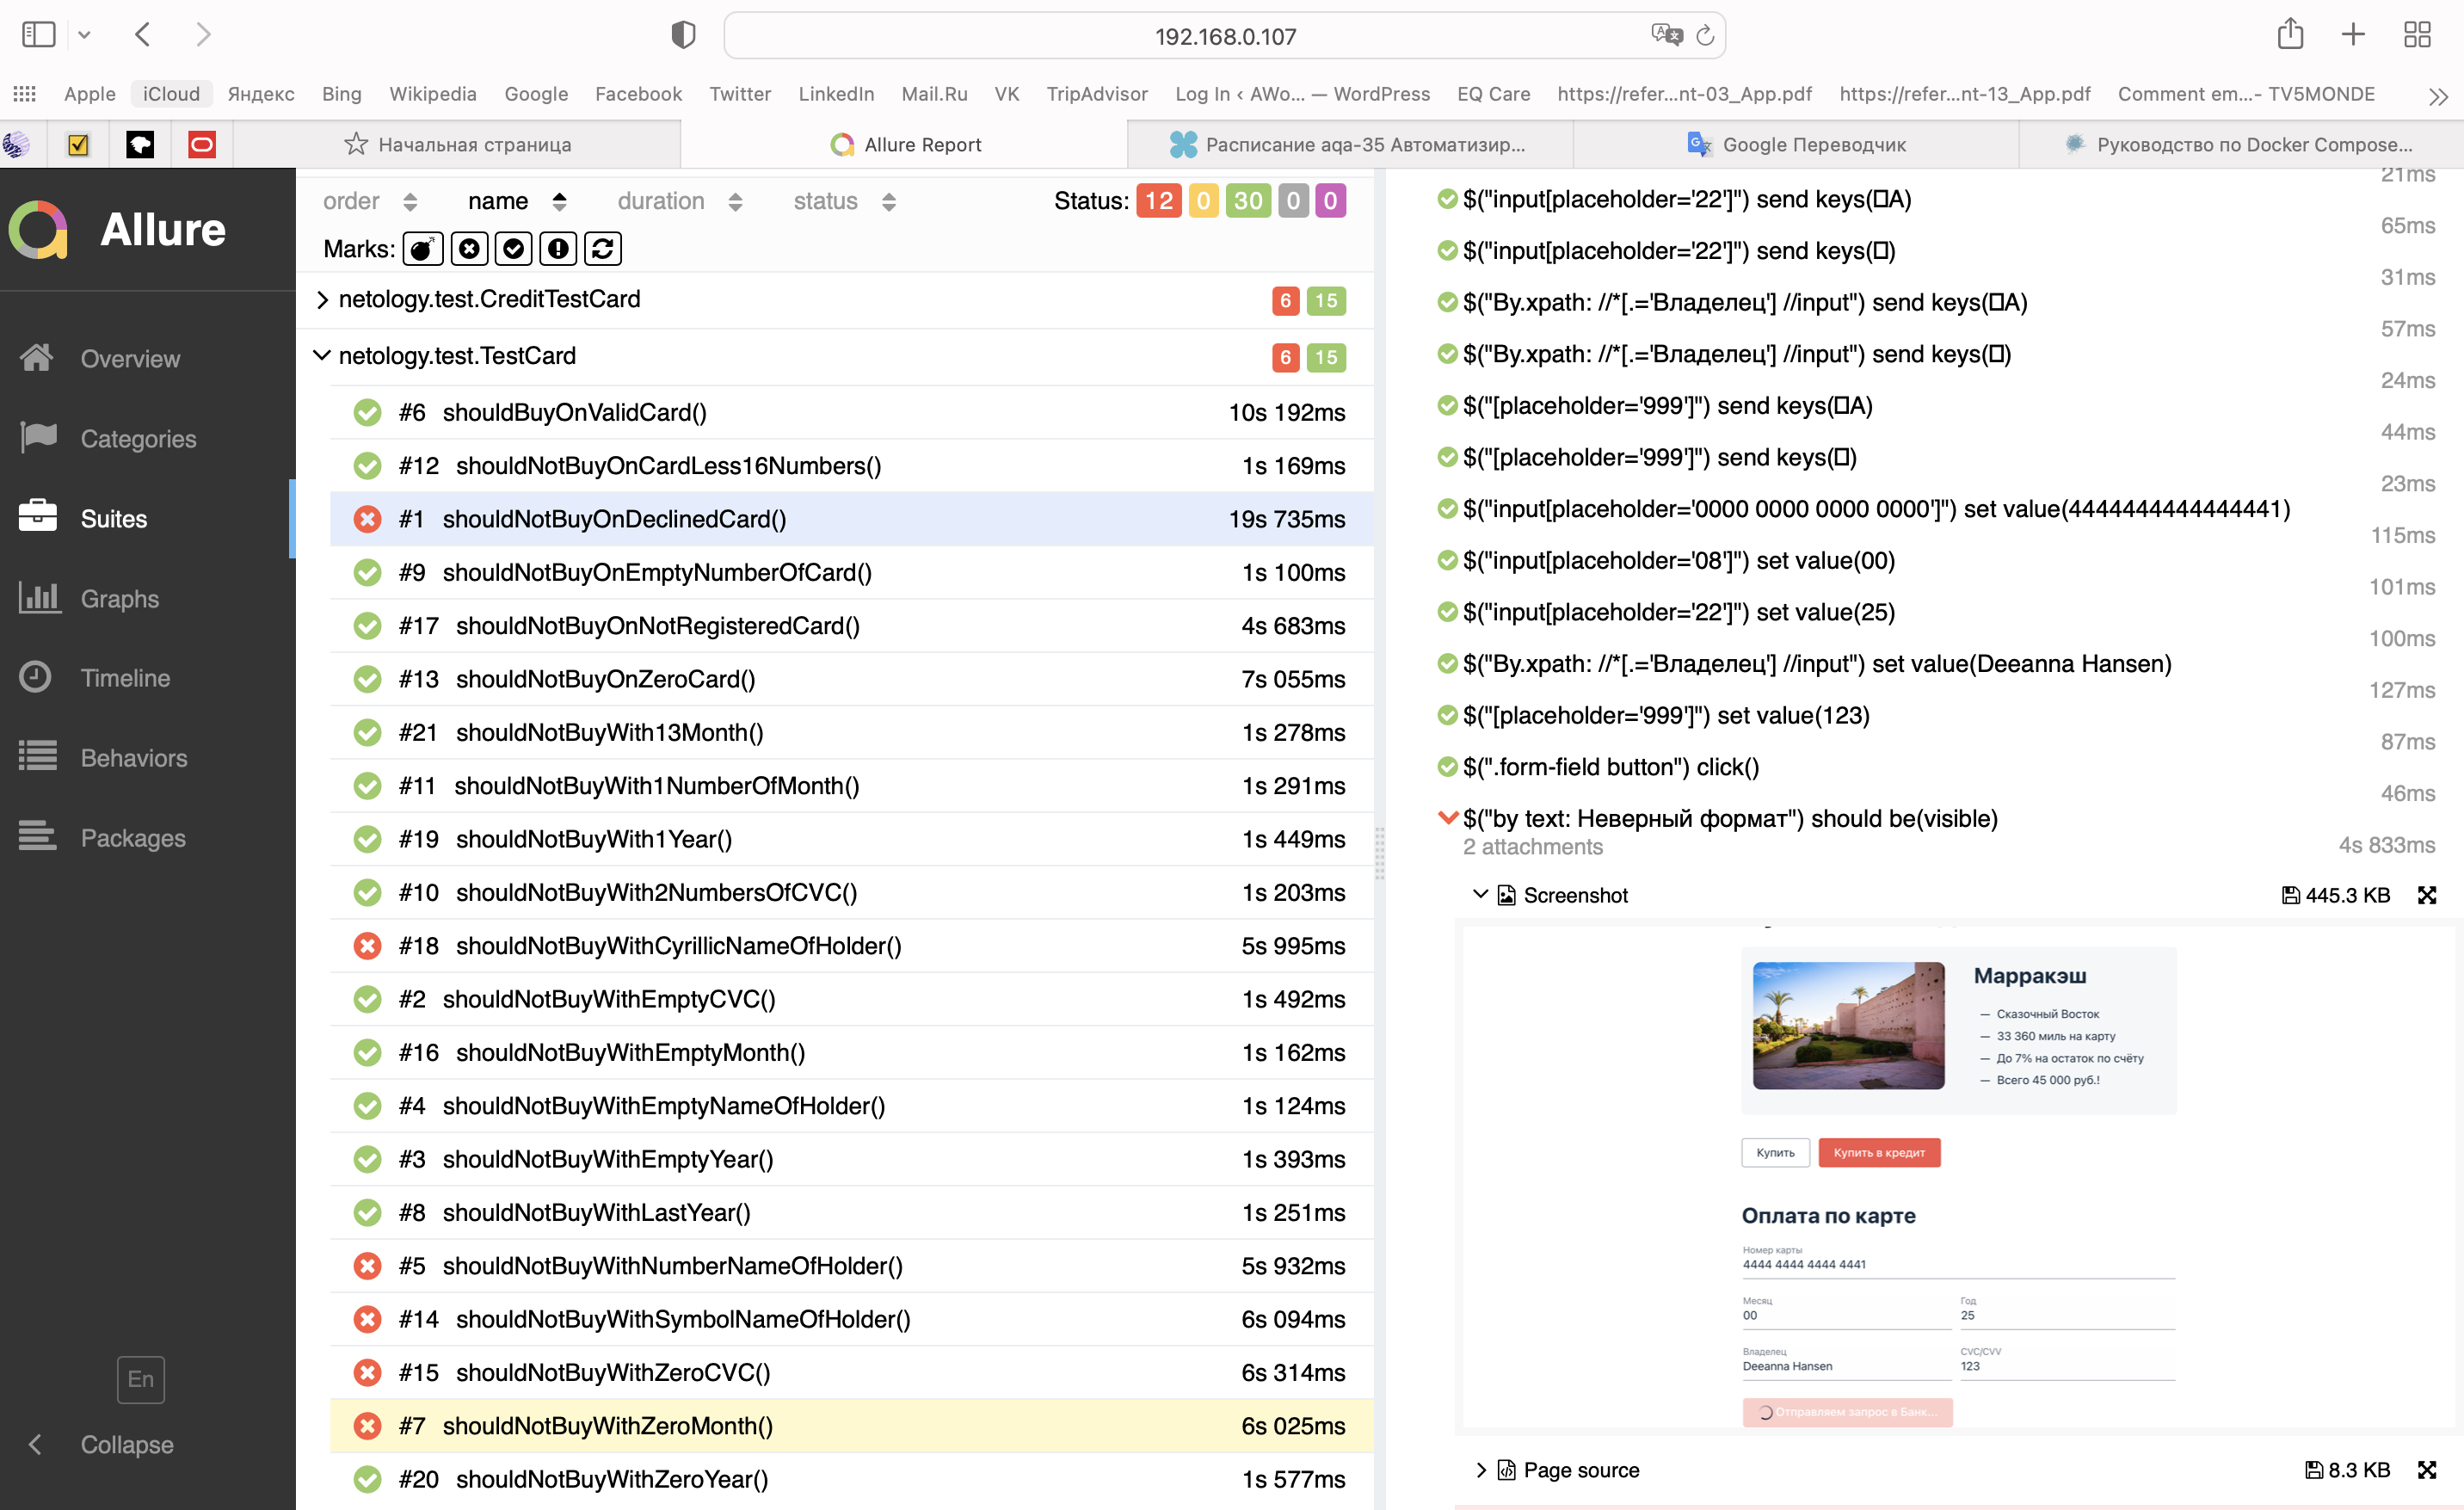 192.168.0.107
Apple iCloud Яндекс Bing Wikipedia Google Facebook Twitter LinkedIn Mail.Ru VK TripAdvisor Log In ‹ AWo... — WordPress EQ Care https://refer...nt-03_App.pdf https://refer...nt-13_App.pdf Comment em...- TV5MONDE
Начальная страница Allure Report Расписание aqa-35 Автоматизир... Google Переводчик Руководство по Docker Compose...
Allure
Overview
Categories
Suites
Graphs
Timeline
Behaviors
Packages
En
Collapse
order name duration status Status: 12 0 30 0 0
Marks:
netology.test.CreditTestCard 6 15
netology.test.TestCard 6 15
#6 shouldBuyOnValidCard() 10s 192ms
#12 shouldNotBuyOnCardLess16Numbers() 1s 169ms
#1 shouldNotBuyOnDeclinedCard() 19s 735ms
#9 shouldNotBuyOnEmptyNumberOfCard() 1s 100ms
#17 shouldNotBuyOnNotRegisteredCard() 4s 683ms
#13 shouldNotBuyOnZeroCard() 7s 055ms
#21 shouldNotBuyWith13Month() 1s 278ms
#11 shouldNotBuyWith1NumberOfMonth() 1s 291ms
#19 shouldNotBuyWith1Year() 1s 449ms
#10 shouldNotBuyWith2NumbersOfCVC() 1s 203ms
#18 shouldNotBuyWithCyrillicNameOfHolder() 5s 995ms
#2 shouldNotBuyWithEmptyCVC() 1s 492ms
#16 shouldNotBuyWithEmptyMonth() 1s 162ms
#4 shouldNotBuyWithEmptyNameOfHolder() 1s 124ms
#3 shouldNotBuyWithEmptyYear() 1s 393ms
#8 shouldNotBuyWithLastYear() 1s 251ms
#5 shouldNotBuyWithNumberNameOfHolder() 5s 932ms
#14 shouldNotBuyWithSymbolNameOfHolder() 6s 094ms
#15 shouldNotBuyWithZeroCVC() 6s 314ms
#7 shouldNotBuyWithZeroMonth() 6s 025ms
#20 shouldNotBuyWithZeroYear() 1s 577ms
21ms
$("input[placeholder='22']") send keys(▯A)
65ms
$("input[placeholder='22']") send keys(▯)
31ms
$("By.xpath: //*[.='Владелец'] //input") send keys(▯A)
57ms
$("By.xpath: //*[.='Владелец'] //input") send keys(▯)
24ms
$("[placeholder='999']") send keys(▯A)
44ms
$("[placeholder='999']") send keys(▯)
23ms
$("input[placeholder='0000 0000 0000 0000']") set value(4444444444444441)
115ms
$("input[placeholder='08']") set value(00)
101ms
$("input[placeholder='22']") set value(25)
100ms
$("By.xpath: //*[.='Владелец'] //input") set value(Deeanna Hansen)
127ms
$("[placeholder='999']") set value(123)
87ms
$(".form-field button") click()
46ms
$("by text: Неверный формат") should be(visible)
2 attachments 4s 833ms
Screenshot 445.3 KB
Марракэш
— Сказочный Восток
— 33 360 миль на карту
— До 7% на остаток по счёту
— Всего 45 000 руб.!
Купить Купить в кредит
Оплата по карте
Номер карты
4444 4444 4444 4441
Месяц Год
00 25
Владелец CVC/CVV
Deeanna Hansen 123
Отправляем запрос в Банк...
Page source 8.3 KB